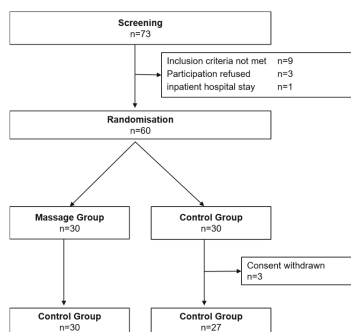 Screening
n=73
Inclusion criteria not met n=9
Participation refused n=3
inpatient hospital stay n=1
Randomisation
n=60
Massage Group
n=30
Control Group
n=30
Consent withdrawn
n=3
Control Group
n=30
Control Group
n=27